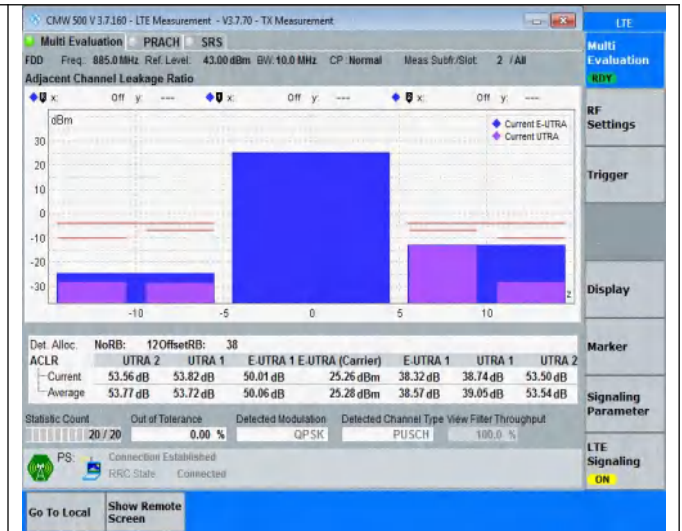 CMW 500 V 3.7.160 - LTE Measurement - V3.7.70 - TX Measurement
LTE
Multi Evaluation PRACH SRS
Multi Evaluation
RDY
FDD Freq.: 885.0 MHz Ref. Level: 43.00 dBm BW: 10.0 MHz CP: Normal Meas Subfr./Slot: 2 / All
Adjacent Channel Leakage Ratio
x: Off y: --- x: Off y: --- x: Off y: ---
RF Settings
dBm
Current E-UTRA
Current UTRA
30
20
10
0
-10
-20
-30
Trigger
2
Display
-10 -5 0 5 10
Det. Alloc. NoRB: 12 OffsetRB: 38
Marker
ACLR UTRA 2 UTRA 1 E-UTRA 1 E-UTRA (Carrier) E-UTRA 1 UTRA 1 UTRA 2
Current 53.56 dB 53.82 dB 50.01 dB 25.26 dBm 38.32 dB 38.74 dB 53.50 dB
Average 53.77 dB 53.72 dB 50.06 dB 25.28 dBm 38.57 dB 39.05 dB 53.54 dB
Signaling Parameter
Statistic Count Out of Tolerance Detected Modulation Detected Channel Type View Filter Throughput
20 / 20 0.00 % QPSK PUSCH 100.0 %
PS: Connection Established
RRC State Connected
LTE Signaling
ON
Go To Local
Show Remote Screen